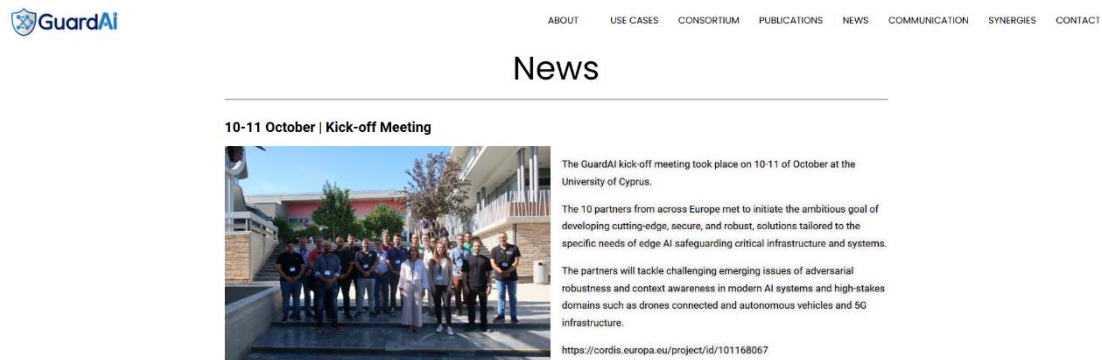 GuardAi
ABOUT USE CASES CONSORTIUM PUBLICATIONS NEWS COMMUNICATION SYNERGIES CONTACT
News
10-11 October | Kick-off Meeting
The GuardAI kick-off meeting took place on 10-11 of October at the
University of Cyprus.
The 10 partners from across Europe met to initiate the ambitious goal of
developing cutting-edge, secure, and robust, solutions tailored to the
specific needs of edge AI safeguarding critical infrastructure and systems.
The partners will tackle challenging emerging issues of adversarial
robustness and context awareness in modern AI systems and high-stakes
domains such as drones connected and autonomous vehicles and 5G
infrastructure.
https://cordis.europa.eu/project/id/101168067